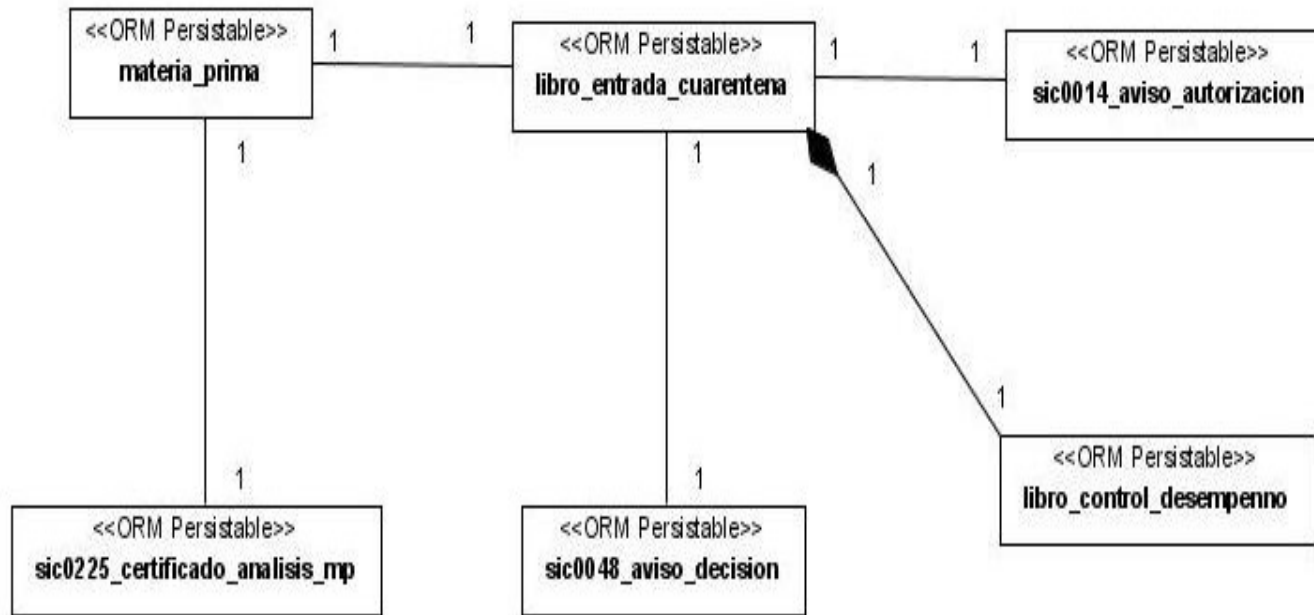 <<ORM Persistable>>
materia_prima
1
1
<<ORM Persistable>>
libro_entrada_cuarentena
1
1
<<ORM Persistable>>
sic0014_aviso_autorizacion
1
1
1
1
1
1
<<ORM Persistable>>
libro_control_desempenno
<<ORM Persistable>>
sic0225_certificado_analisis_mp
<<ORM Persistable>>
sic0048_aviso_decision